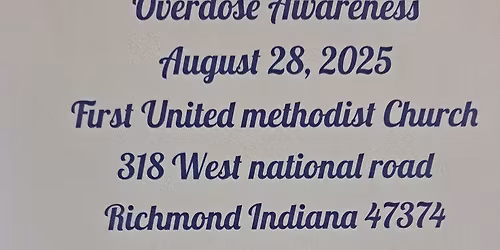 Overdose Awareness
August 28, 2025
First United methodist Church
318 West national road
Richmond Indiana 47374